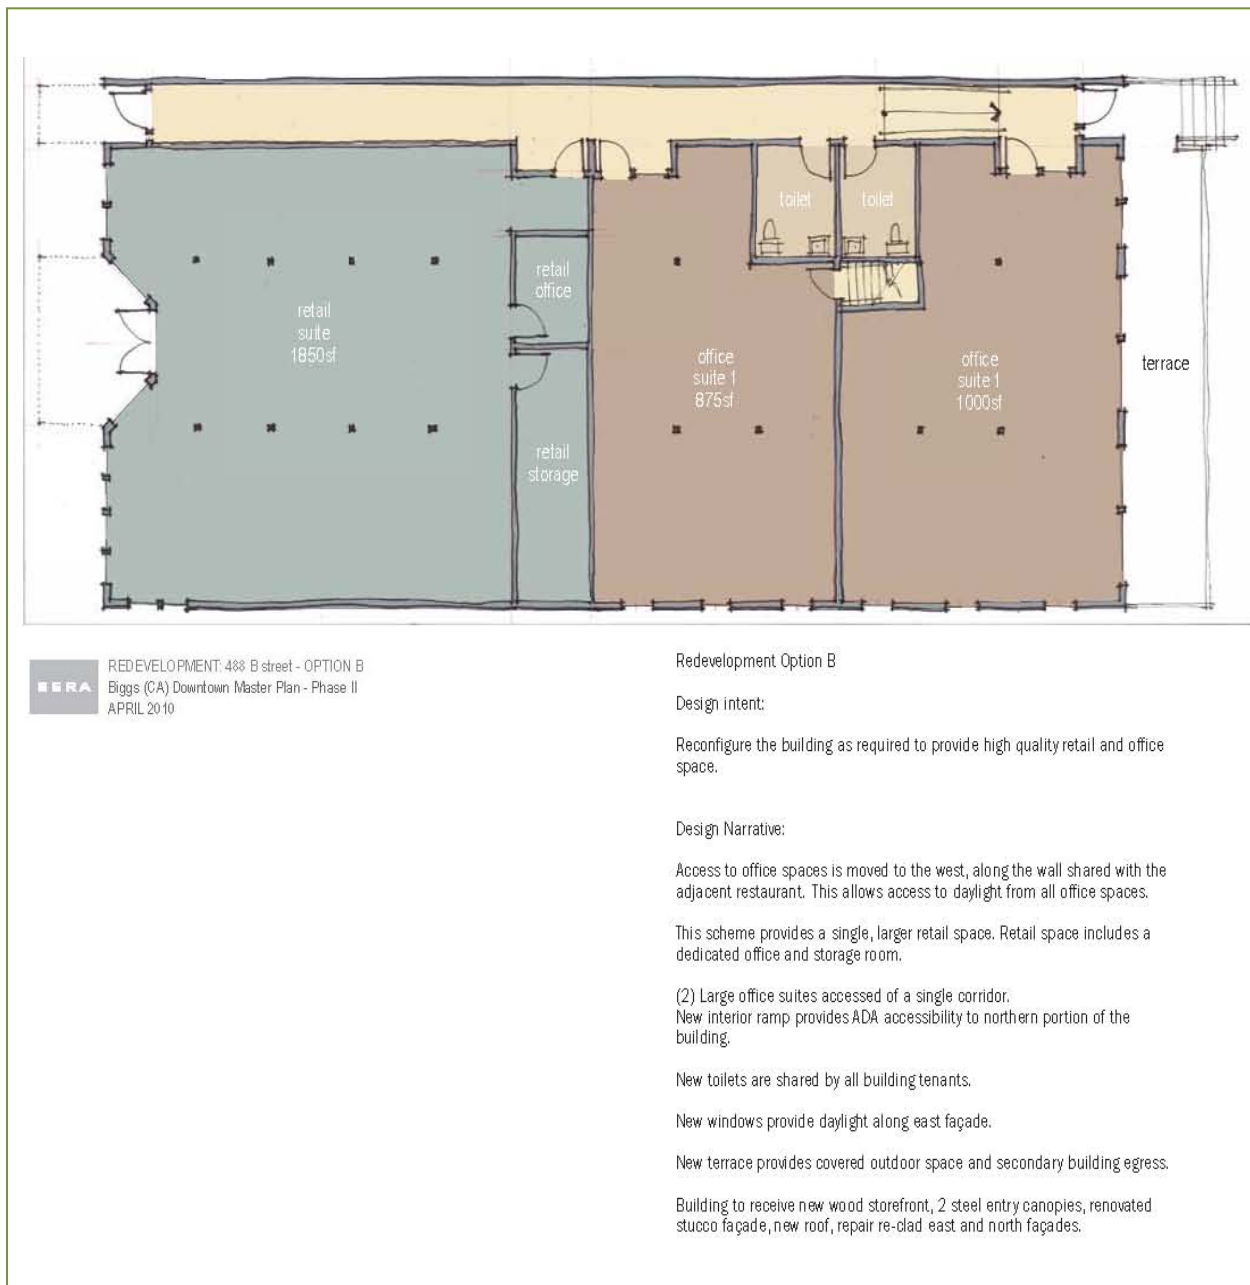 toilet
toilet
retail
office
retail
suite
1850sf
office
suite 1
875sf
office
suite 1
1000sf
terrace
retail
storage
REDEVELOPMENT: 488 B street - OPTION B
Biggs (CA) Downtown Master Plan - Phase II
APRIL 2010
Redevelopment Option B
Design intent:
Reconfigure the building as required to provide high quality retail and office
space.
Design Narrative:
Access to office spaces is moved to the west, along the wall shared with the
adjacent restaurant. This allows access to daylight from all office spaces.
This scheme provides a single, larger retail space. Retail space includes a
dedicated office and storage room.
(2) Large office suites accessed of a single corridor.
New interior ramp provides ADA accessibility to northern portion of the
building.
New toilets are shared by all building tenants.
New windows provide daylight along east façade.
New terrace provides covered outdoor space and secondary building egress.
Building to receive new wood storefront, 2 steel entry canopies, renovated
stucco façade, new roof, repair re-clad east and north façades.